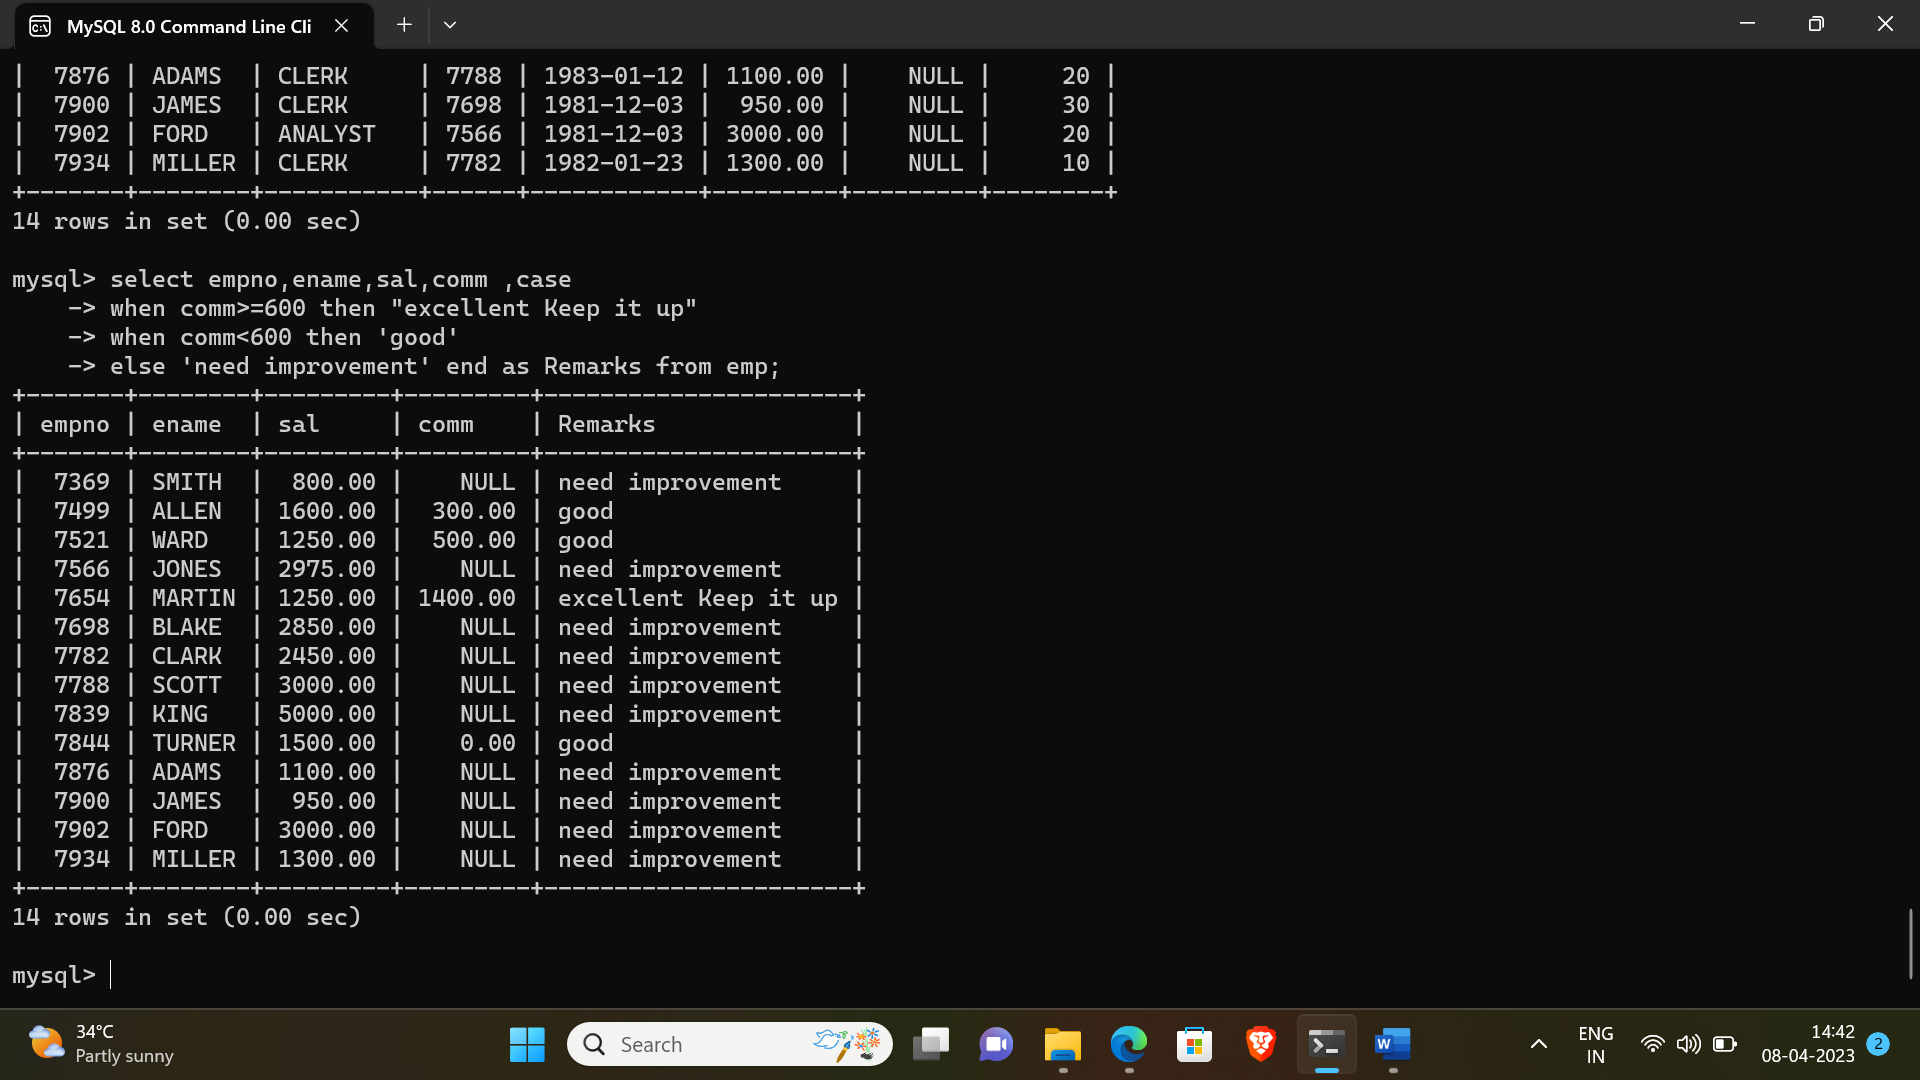 MySQL 8.0 Command Line Cli
|  7876 | ADAMS  | CLERK     | 7788 | 1983-01-12 | 1100.00 |    NULL |     20 |
|  7900 | JAMES  | CLERK     | 7698 | 1981-12-03 |  950.00 |    NULL |     30 |
|  7902 | FORD   | ANALYST   | 7566 | 1981-12-03 | 3000.00 |    NULL |     20 |
|  7934 | MILLER | CLERK     | 7782 | 1982-01-23 | 1300.00 |    NULL |     10 |
+-------+--------+-----------+------+------------+---------+---------+--------+
14 rows in set (0.00 sec)
mysql> select empno,ename,sal,comm ,case
    -> when comm>=600 then "excellent Keep it up"
    -> when comm<600 then 'good'
    -> else 'need improvement' end as Remarks from emp;
+-------+--------+---------+---------+----------------------+
| empno | ename  | sal     | comm    | Remarks              |
+-------+--------+---------+---------+----------------------+
|  7369 | SMITH  |  800.00 |    NULL | need improvement     |
|  7499 | ALLEN  | 1600.00 |  300.00 | good                 |
|  7521 | WARD   | 1250.00 |  500.00 | good                 |
|  7566 | JONES  | 2975.00 |    NULL | need improvement     |
|  7654 | MARTIN | 1250.00 | 1400.00 | excellent Keep it up |
|  7698 | BLAKE  | 2850.00 |    NULL | need improvement     |
|  7782 | CLARK  | 2450.00 |    NULL | need improvement     |
|  7788 | SCOTT  | 3000.00 |    NULL | need improvement     |
|  7839 | KING   | 5000.00 |    NULL | need improvement     |
|  7844 | TURNER | 1500.00 |    0.00 | good                 |
|  7876 | ADAMS  | 1100.00 |    NULL | need improvement     |
|  7900 | JAMES  |  950.00 |    NULL | need improvement     |
|  7902 | FORD   | 3000.00 |    NULL | need improvement     |
|  7934 | MILLER | 1300.00 |    NULL | need improvement     |
+-------+--------+---------+---------+----------------------+
14 rows in set (0.00 sec)
mysql>
34°C
Partly sunny
Search
ENG
IN
14:42
08-04-2023
2